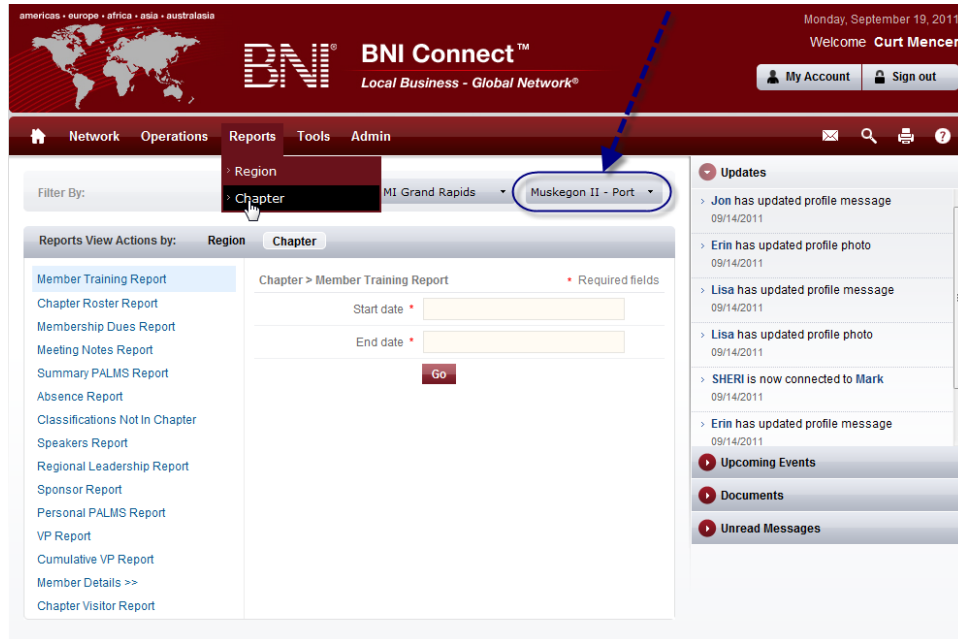 americas • europe • africa • asia • australasia
Monday, September 19, 2011
Welcome Curt Mencer
BNI®
BNI Connect™
Local Business - Global Network®
My Account
Sign out
Network Operations Reports Tools Admin
Region
Chapter
Filter By:
MI Grand Rapids
Muskegon II - Port
Reports View Actions by: Region Chapter
Member Training Report
Chapter Roster Report
Membership Dues Report
Meeting Notes Report
Summary PALMS Report
Absence Report
Classifications Not In Chapter
Speakers Report
Regional Leadership Report
Sponsor Report
Personal PALMS Report
VP Report
Cumulative VP Report
Member Details >>
Chapter Visitor Report
Chapter > Member Training Report
* Required fields
Start date *
End date *
Go
Updates
Jon has updated profile message
09/14/2011
Erin has updated profile photo
09/14/2011
Lisa has updated profile message
09/14/2011
Lisa has updated profile photo
09/14/2011
SHERI is now connected to Mark
09/14/2011
Erin has updated profile message
09/14/2011
Upcoming Events
Documents
Unread Messages